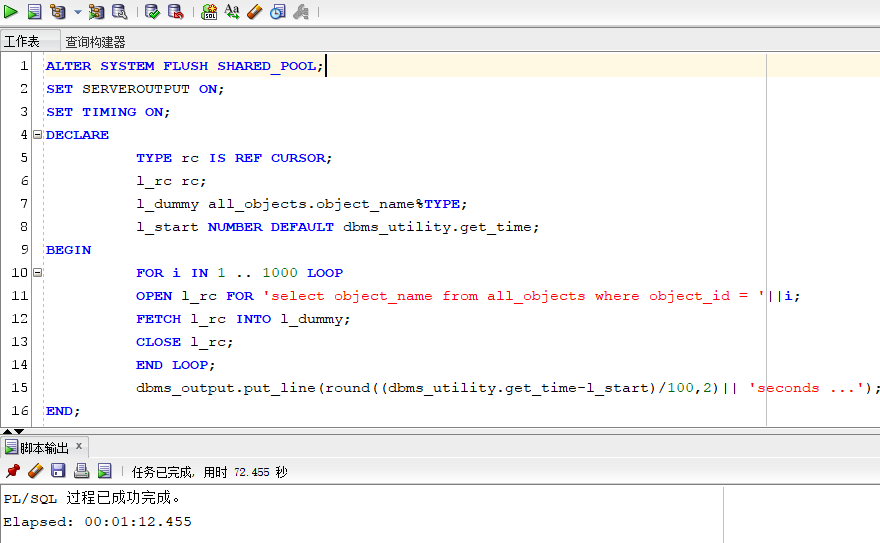 工作表 查询构建器
1 ALTER SYSTEM FLUSH SHARED_POOL;
2 SET SERVEROUTPUT ON;
3 SET TIMING ON;
4 DECLARE
5 TYPE rc IS REF CURSOR;
6 l_rc rc;
7 l_dummy all_objects.object_name%TYPE;
8 l_start NUMBER DEFAULT dbms_utility.get_time;
9 BEGIN
10 FOR i IN 1 .. 1000 LOOP
11 OPEN l_rc FOR 'select object_name from all_objects where object_id = '||i;
12 FETCH l_rc INTO l_dummy;
13 CLOSE l_rc;
14 END LOOP;
15 dbms_output.put_line(round((dbms_utility.get_time-l_start)/100,2)|| 'seconds ...');
16 END;
脚本输出 x
任务已完成, 用时 72.455 秒
PL/SQL 过程已成功完成。
Elapsed: 00:01:12.455